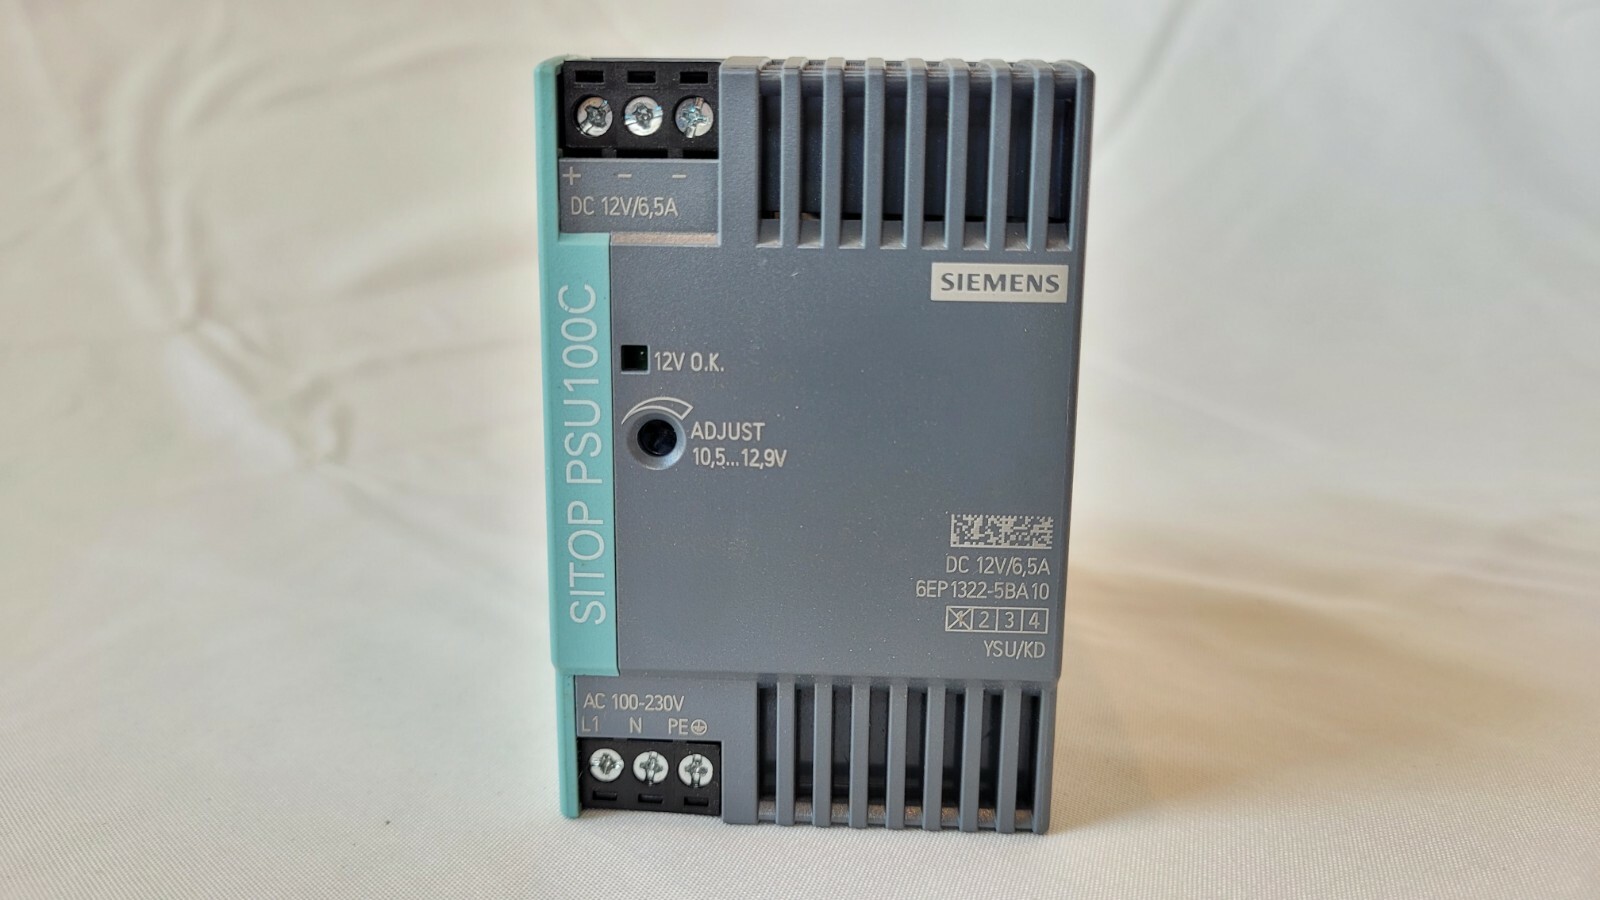 + - -
DC 12V/6,5A
SIEMENS
SITOP PSU100C
12V O.K.
ADJUST
10,5...12,9V
DC 12V/6,5A
6EP1322-5BA10
1 2 3 4
YSU/KD
AC 100-230V
L1 N PE